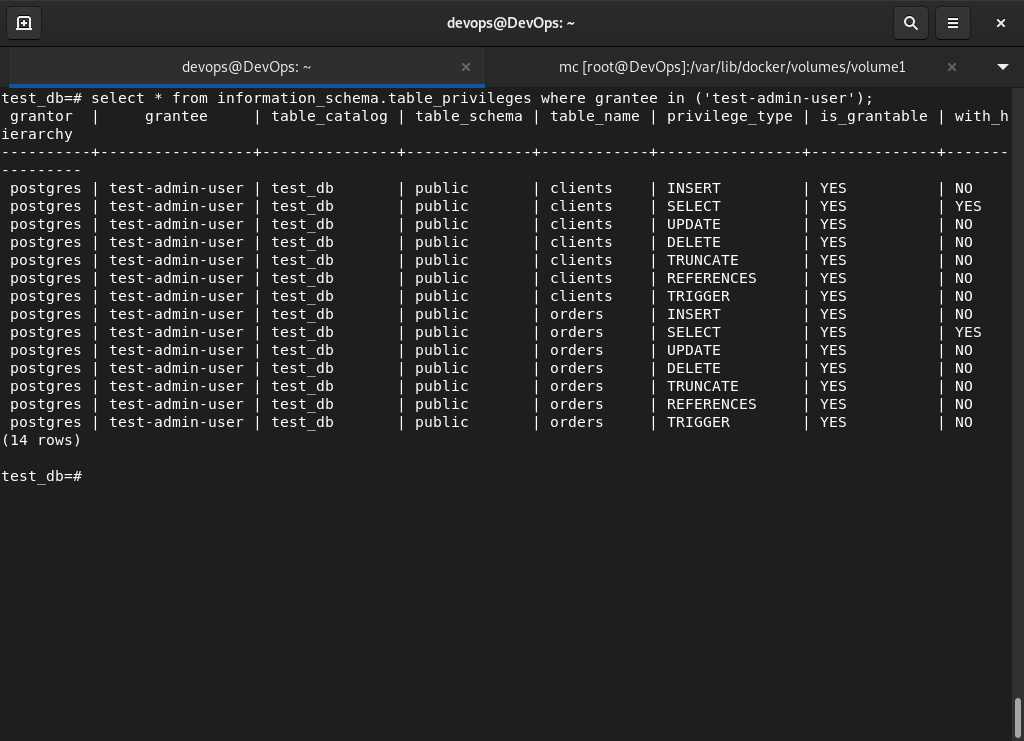 devops@DevOps: ~
devops@DevOps: ~
mc [root@DevOps]:/var/lib/docker/volumes/volume1
test_db=# select * from information_schema.table_privileges where grantee in ('test-admin-user');
 grantor  |     grantee     | table_catalog | table_schema | table_name | privilege_type | is_grantable | with_h
ierarchy
----------+-----------------+---------------+--------------+------------+----------------+--------------+-------
---------
 postgres | test-admin-user | test_db       | public       | clients    | INSERT         | YES          | NO
 postgres | test-admin-user | test_db       | public       | clients    | SELECT         | YES          | YES
 postgres | test-admin-user | test_db       | public       | clients    | UPDATE         | YES          | NO
 postgres | test-admin-user | test_db       | public       | clients    | DELETE         | YES          | NO
 postgres | test-admin-user | test_db       | public       | clients    | TRUNCATE       | YES          | NO
 postgres | test-admin-user | test_db       | public       | clients    | REFERENCES     | YES          | NO
 postgres | test-admin-user | test_db       | public       | clients    | TRIGGER        | YES          | NO
 postgres | test-admin-user | test_db       | public       | orders     | INSERT         | YES          | NO
 postgres | test-admin-user | test_db       | public       | orders     | SELECT         | YES          | YES
 postgres | test-admin-user | test_db       | public       | orders     | UPDATE         | YES          | NO
 postgres | test-admin-user | test_db       | public       | orders     | DELETE         | YES          | NO
 postgres | test-admin-user | test_db       | public       | orders     | TRUNCATE       | YES          | NO
 postgres | test-admin-user | test_db       | public       | orders     | REFERENCES     | YES          | NO
 postgres | test-admin-user | test_db       | public       | orders     | TRIGGER        | YES          | NO
(14 rows)
test_db=#